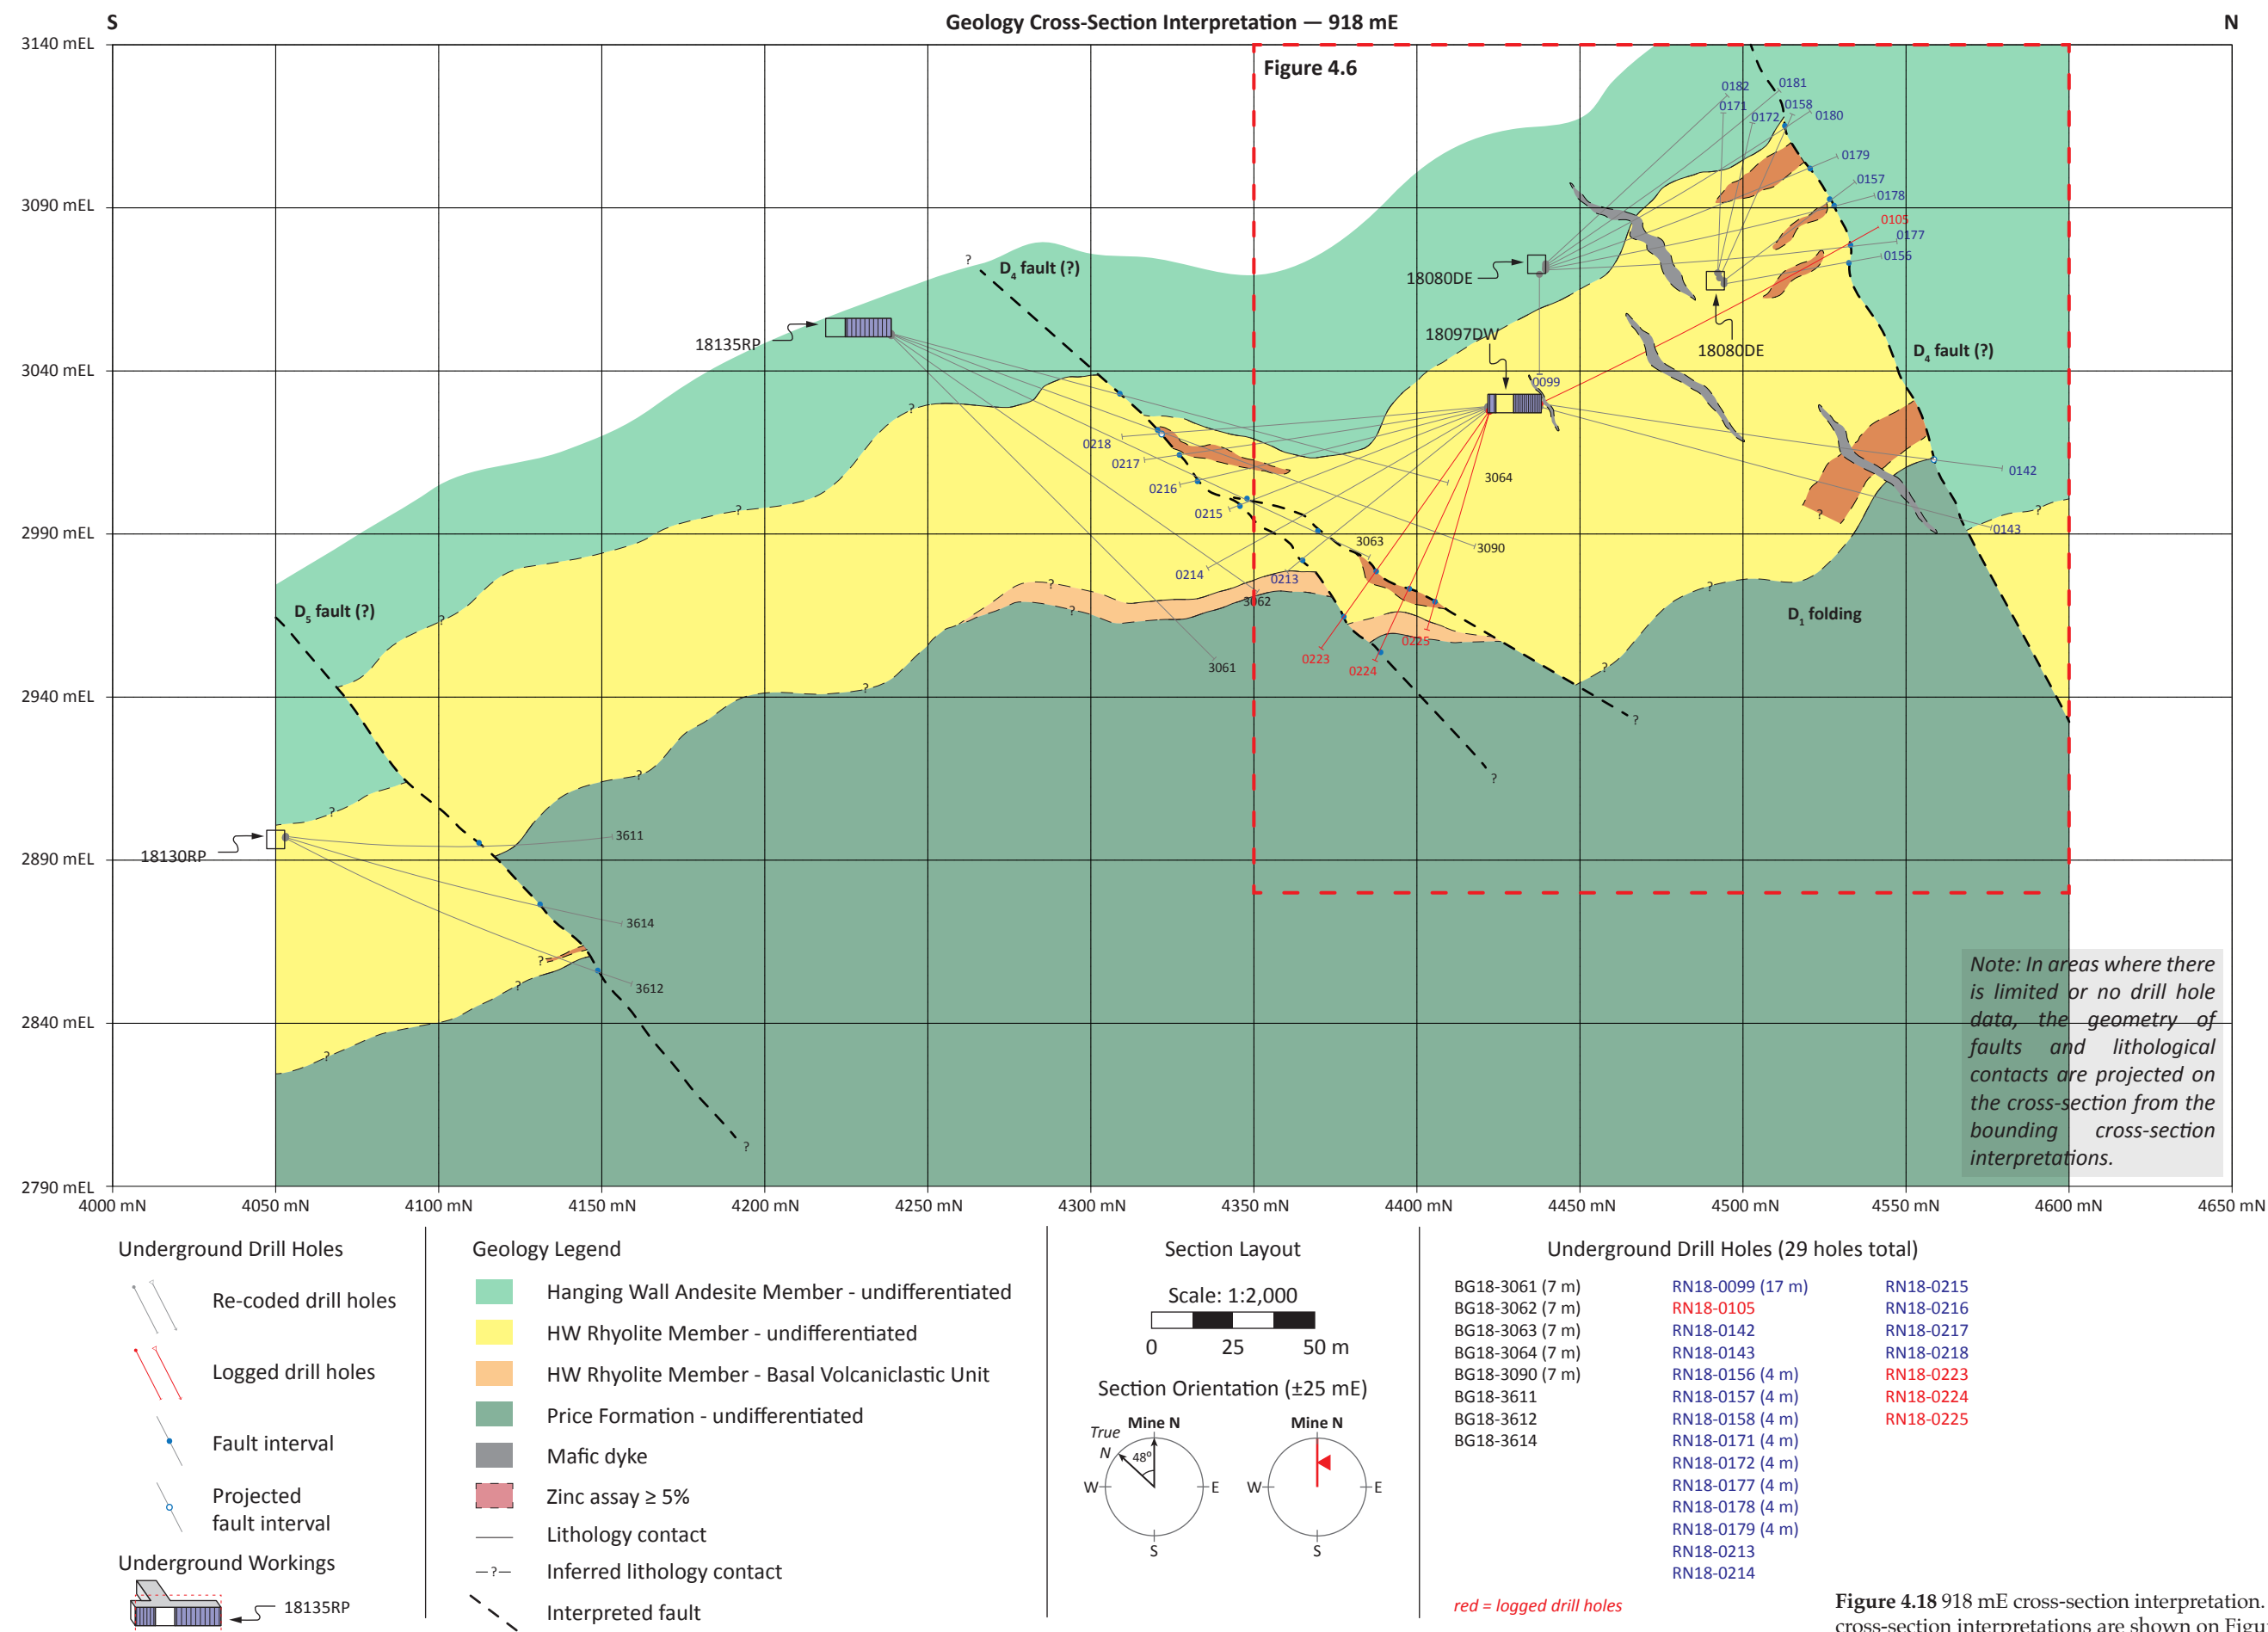 S
Geology Cross-Section Interpretation — 918 mE
N
3140 mEL
3090 mEL
3040 mEL
2990 mEL
2940 mEL
2890 mEL
2840 mEL
2790 mEL
4000 mN
4050 mN
4100 mN
4150 mN
4200 mN
4250 mN
4300 mN
4350 mN
4400 mN
4450 mN
4500 mN
4550 mN
4600 mN
4650 mN
Figure 4.6
0182
0181
0171
0158
0172
0180
0179
0157
0178
0105
0177
0156
?
D4 fault (?)
18080DE
18135RP
18097DW
18080DE
D4 fault (?)
0099
?
0218
0217
0216
0215
3064
0142
?
?
?
0143
3063
3090
0214
0213
?
?
3062
?
D5 fault (?)
?
D1 folding
0225
0223
0224
3061
?
?
?
?
?
?
?
18130RP
3611
3614
?
3612
?
?
?
Note: In areas where there
is limited or no drill hole
data, the geometry of
faults and lithological
contacts are projected on
the cross-section from the
bounding cross-section
interpretations.
Underground Drill Holes
Re-coded drill holes
Logged drill holes
Fault interval
Projected
fault interval
Underground Workings
18135RP
Geology Legend
Hanging Wall Andesite Member - undifferentiated
HW Rhyolite Member - undifferentiated
HW Rhyolite Member - Basal Volcaniclastic Unit
Price Formation - undifferentiated
Mafic dyke
Zinc assay ≥ 5%
Lithology contact
—?— Inferred lithology contact
Interpreted fault
Section Layout
Scale: 1:2,000
0 25 50 m
Section Orientation (±25 mE)
Mine N
True
N
48°
W
E
S
Mine N
W
E
S
Underground Drill Holes (29 holes total)
BG18-3061 (7 m)
BG18-3062 (7 m)
BG18-3063 (7 m)
BG18-3064 (7 m)
BG18-3090 (7 m)
BG18-3611
BG18-3612
BG18-3614
RN18-0099 (17 m)
RN18-0105
RN18-0142
RN18-0143
RN18-0156 (4 m)
RN18-0157 (4 m)
RN18-0158 (4 m)
RN18-0171 (4 m)
RN18-0172 (4 m)
RN18-0177 (4 m)
RN18-0178 (4 m)
RN18-0179 (4 m)
RN18-0213
RN18-0214
RN18-0215
RN18-0216
RN18-0217
RN18-0218
RN18-0223
RN18-0224
RN18-0225
red = logged drill holes
Figure 4.18 918 mE cross-section interpretation.
cross-section interpretations are shown on Figu